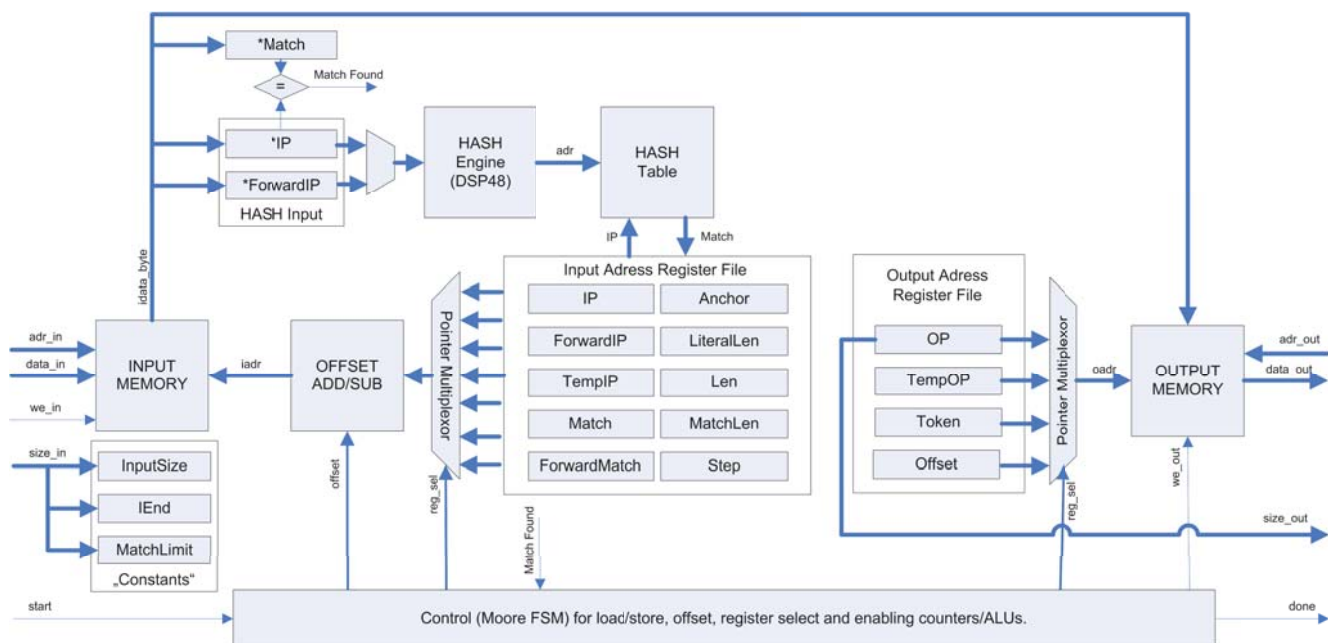 *Match
=
Match Found
*IP
*ForwardIP
HASH Input
HASH
Engine
(DSP48)
adr
HASH
Table
IP
Match
idata_byte
adr_in
data_in
we_in
INPUT
MEMORY
iadr
OFFSET
ADD/SUB
Pointer Multiplexor
Input Adress Register File
IP
Anchor
ForwardIP
LiteralLen
TempIP
Len
Match
MatchLen
ForwardMatch
Step
Output Adress
Register File
OP
TempOP
Token
Offset
Pointer Multiplexor
oadr
OUTPUT
MEMORY
adr_out
data_out
size_in
InputSize
IEnd
MatchLimit
„Constants“
offset
reg_sel
Match Found
reg_sel
we_out
size_out
start
Control (Moore FSM) for load/store, offset, register select and enabling counters/ALUs.
done